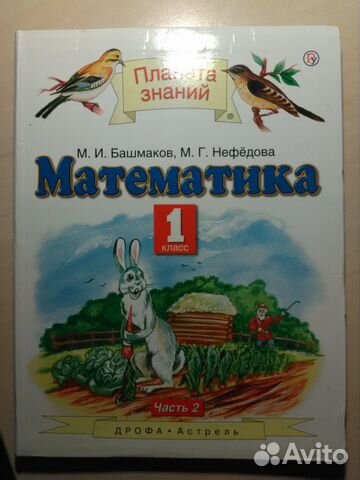 Планета
знаний
®
М. И. Башмаков, М. Г. Нефёдова
Математика
1
класс
Часть 2
ДРОФА • Астрель
Avito